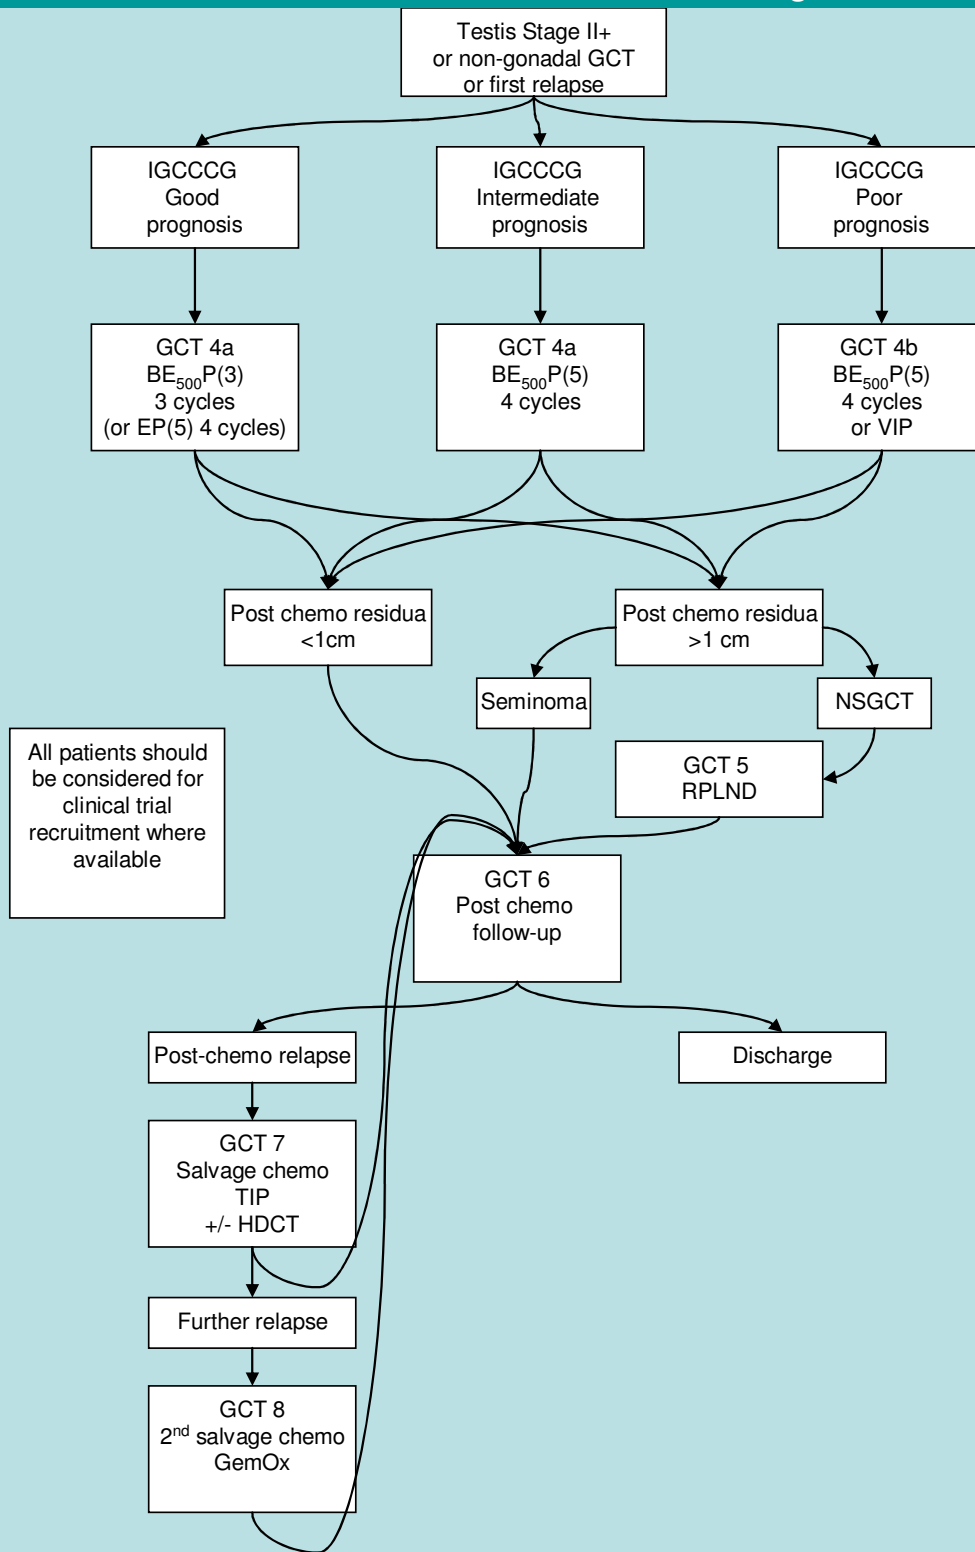 Testis Stage II+
or non-gonadal GCT
or first relapse
IGCCCG
Good
prognosis
IGCCCG
Intermediate
prognosis
IGCCCG
Poor
prognosis
GCT 4a
BE500P(3)
3 cycles
(or EP(5) 4 cycles)
GCT 4a
BE500P(5)
4 cycles
GCT 4b
BE500P(5)
4 cycles
or VIP
Post chemo residua
<1cm
Post chemo residua
>1 cm
Seminoma
NSGCT
All patients should
be considered for
clinical trial
recruitment where
available
GCT 5
RPLND
GCT 6
Post chemo
follow-up
Post-chemo relapse
Discharge
GCT 7
Salvage chemo
TIP
+/- HDCT
Further relapse
GCT 8
2nd salvage chemo
GemOx